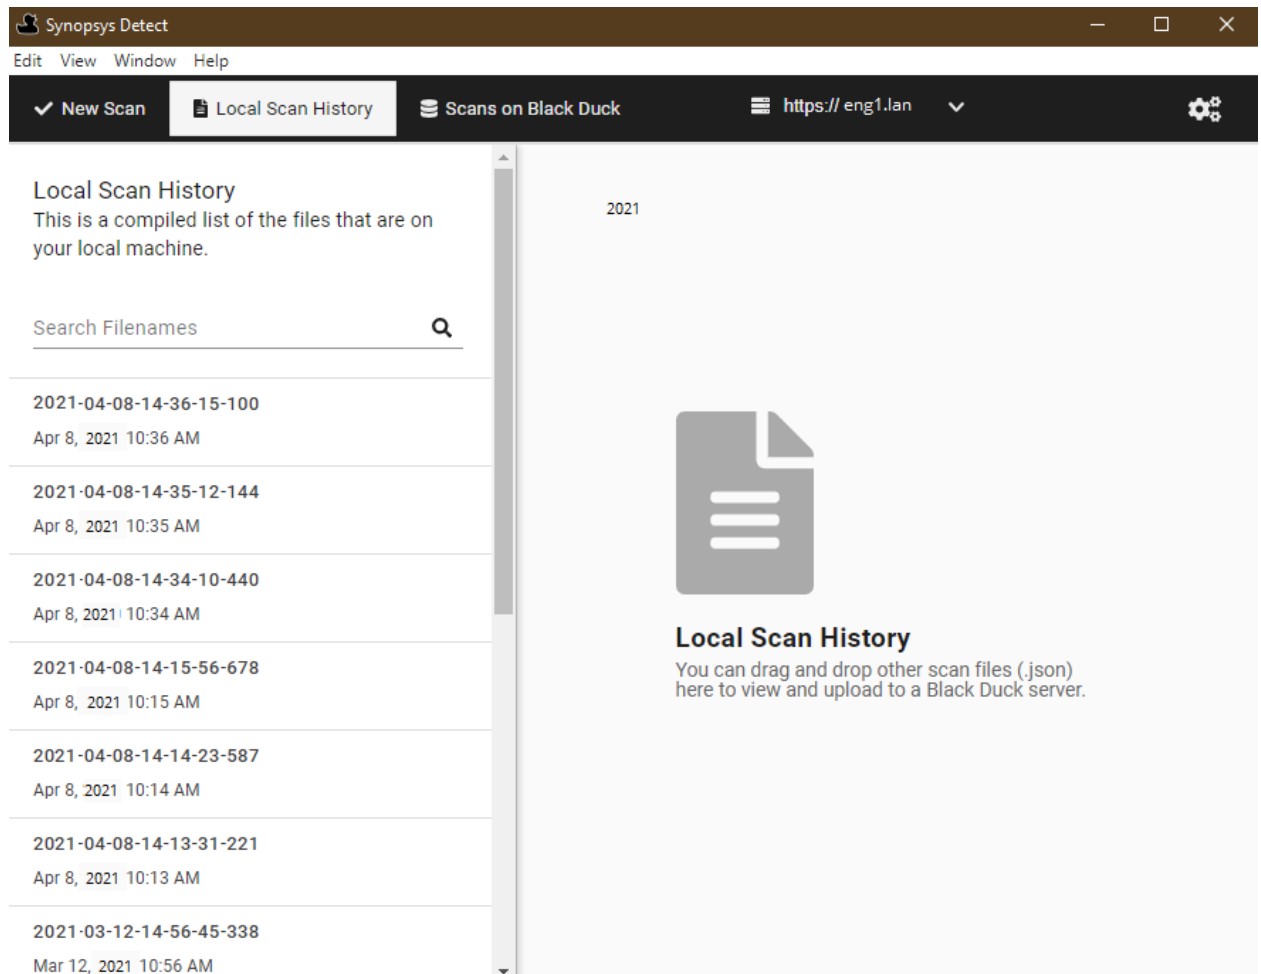 Synopsys Detect
Edit View Window Help
New Scan Local Scan History Scans on Black Duck https:// eng1.lan
Local Scan History
This is a compiled list of the files that are on
your local machine.
Search Filenames
2021-04-08-14-36-15-100
Apr 8, 2021 10:36 AM
2021-04-08-14-35-12-144
Apr 8, 2021 10:35 AM
2021-04-08-14-34-10-440
Apr 8, 2021 10:34 AM
2021-04-08-14-15-56-678
Apr 8, 2021 10:15 AM
2021-04-08-14-14-23-587
Apr 8, 2021 10:14 AM
2021-04-08-14-13-31-221
Apr 8, 2021 10:13 AM
2021-03-12-14-56-45-338
Mar 12, 2021 10:56 AM
2021
Local Scan History
You can drag and drop other scan files (.json)
here to view and upload to a Black Duck server.